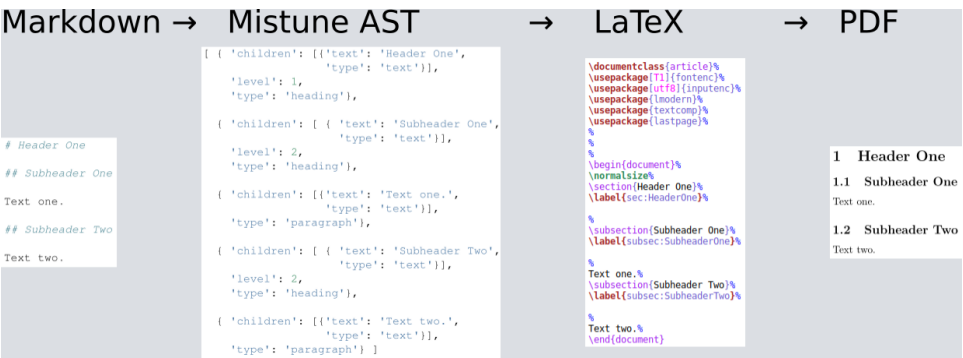 Markdown → Mistune AST → LaTeX → PDF
# Header One
## Subheader One
Text one.
## Subheader Two
Text two.
[ { 'children': [{'text': 'Header One',
'type': 'text'}],
'level': 1,
'type': 'heading'},
{ 'children': [ { 'text': 'Subheader One',
'type': 'text'}],
'level': 2,
'type': 'heading'},
{ 'children': [{'text': 'Text one.',
'type': 'text'}],
'type': 'paragraph'},
{ 'children': [ { 'text': 'Subheader Two',
'type': 'text'}],
'level': 2,
'type': 'heading'},
{ 'children': [{'text': 'Text two.',
'type': 'text'}],
'type': 'paragraph'} ]
\documentclass{article}%
\usepackage[T1]{fontenc}%
\usepackage[utf8]{inputenc}%
\usepackage{lmodern}%
\usepackage{textcomp}%
\usepackage{lastpage}%
%
%
%
\begin{document}%
\normalsize%
\section{Header One}%
\label{sec:HeaderOne}%
%
\subsection{Subheader One}%
\label{subsec:SubheaderOne}%
%
Text one.%
\subsection{Subheader Two}%
\label{subsec:SubheaderTwo}%
%
Text two.%
\end{document}
1 Header One
1.1 Subheader One
Text one.
1.2 Subheader Two
Text two.